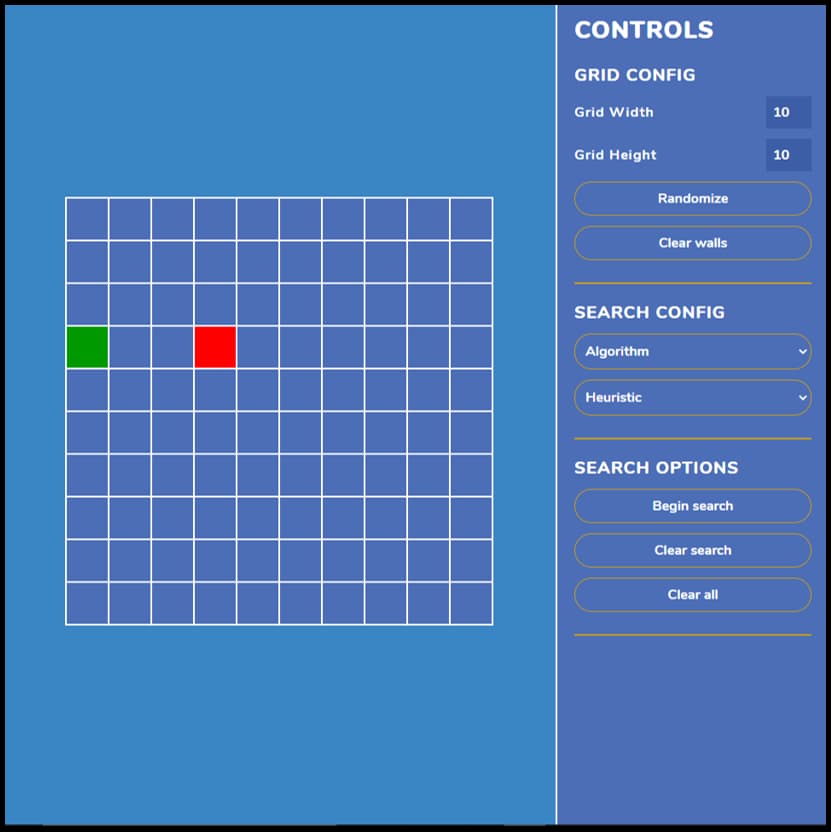 CONTROLS
GRID CONFIG
Grid Width 10
Grid Height 10
Randomize
Clear walls
SEARCH CONFIG
Algorithm
Heuristic
SEARCH OPTIONS
Begin search
Clear search
Clear all